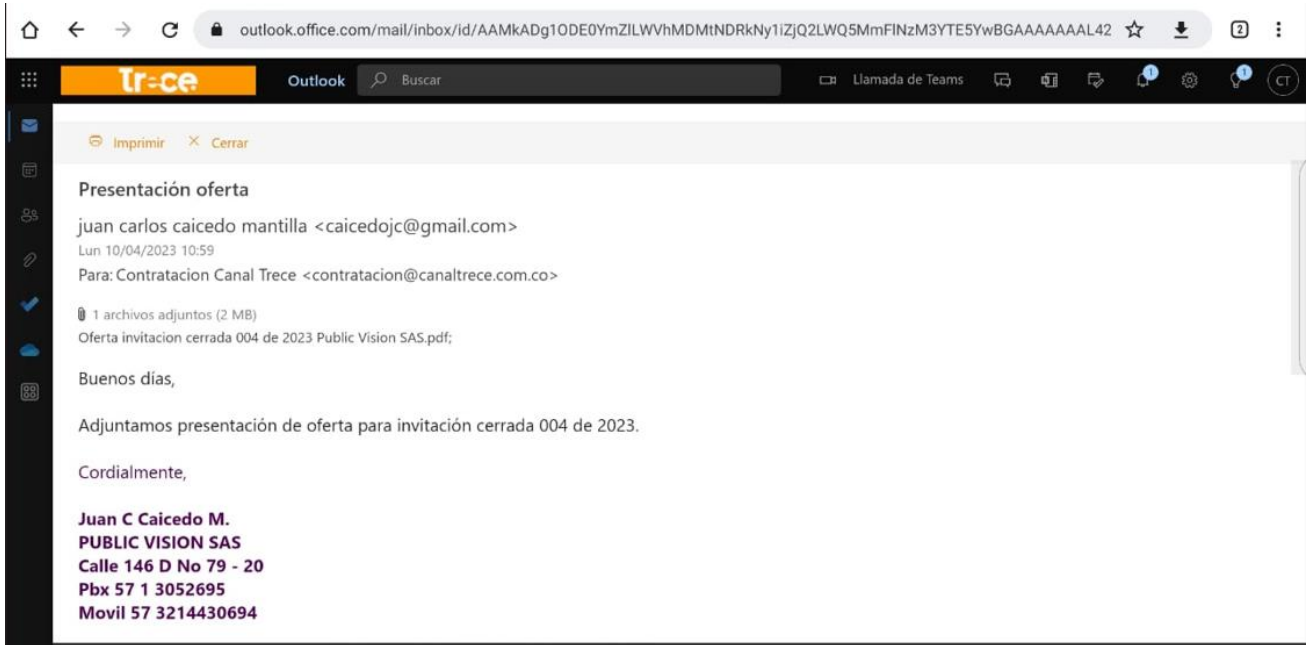 outlook.office.com/mail/inbox/id/AAMkADg1ODE0YmZlLWVhMDMtNDRkNy1iZjQ2LWQ5MmFlNzM3YTE5YwBGAAAAAAAL42
2
Trece
Outlook
Buscar
Llamada de Teams
1
1
CT
Imprimir
Cerrar
Presentación oferta
juan carlos caicedo mantilla <caicedojc@gmail.com>
Lun 10/04/2023 10:59
Para: Contratacion Canal Trece <contratacion@canaltrece.com.co>
1 archivos adjuntos (2 MB)
Oferta invitacion cerrada 004 de 2023 Public Vision SAS.pdf;
Buenos días,
Adjuntamos presentación de oferta para invitación cerrada 004 de 2023.
Cordialmente,
Juan C Caicedo M.
PUBLIC VISION SAS
Calle 146 D No 79 - 20
Pbx 57 1 3052695
Movil 57 3214430694